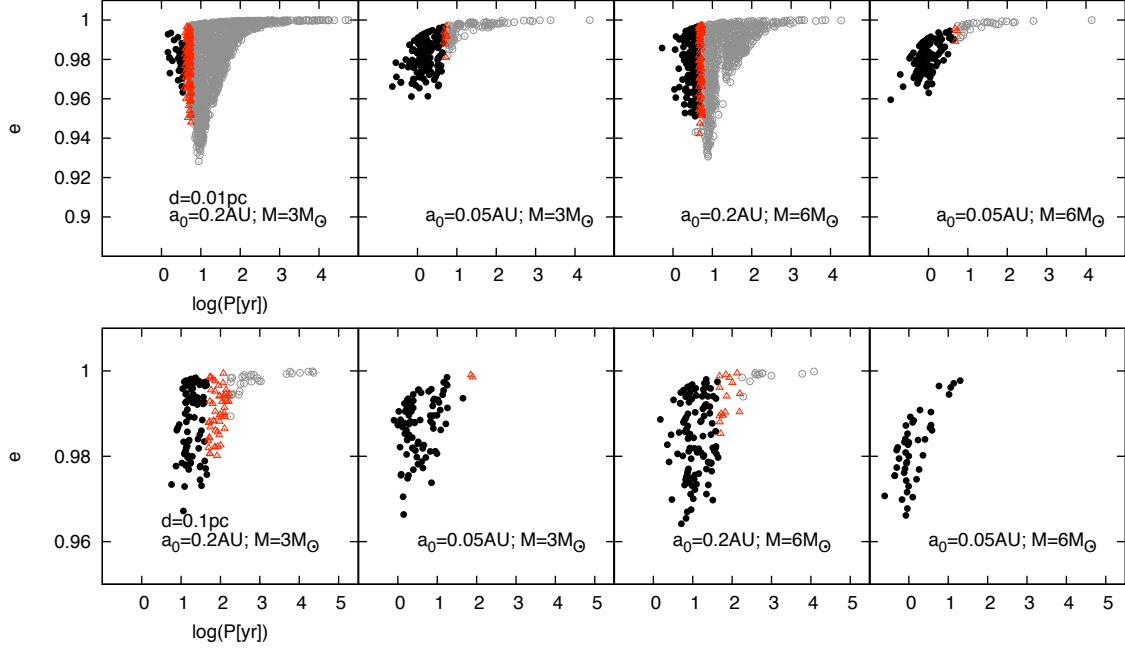 1
0.98
0.96
0.94
0.92
0.9
e
d=0.01pc
a₀=0.2AU; M=3M⊙
a₀=0.05AU; M=3M⊙
a₀=0.2AU; M=6M⊙
a₀=0.05AU; M=6M⊙
0 1 2 3 4 0 1 2 3 4 0 1 2 3 4 0 1 2 3 4
log(P[yr])
1
0.98
0.96
e
d=0.1pc
a₀=0.2AU; M=3M⊙
a₀=0.05AU; M=3M⊙
a₀=0.2AU; M=6M⊙
a₀=0.05AU; M=6M⊙
0 1 2 3 4 5 0 1 2 3 4 5 0 1 2 3 4 5 0 1 2 3 4 5
log(P[yr])